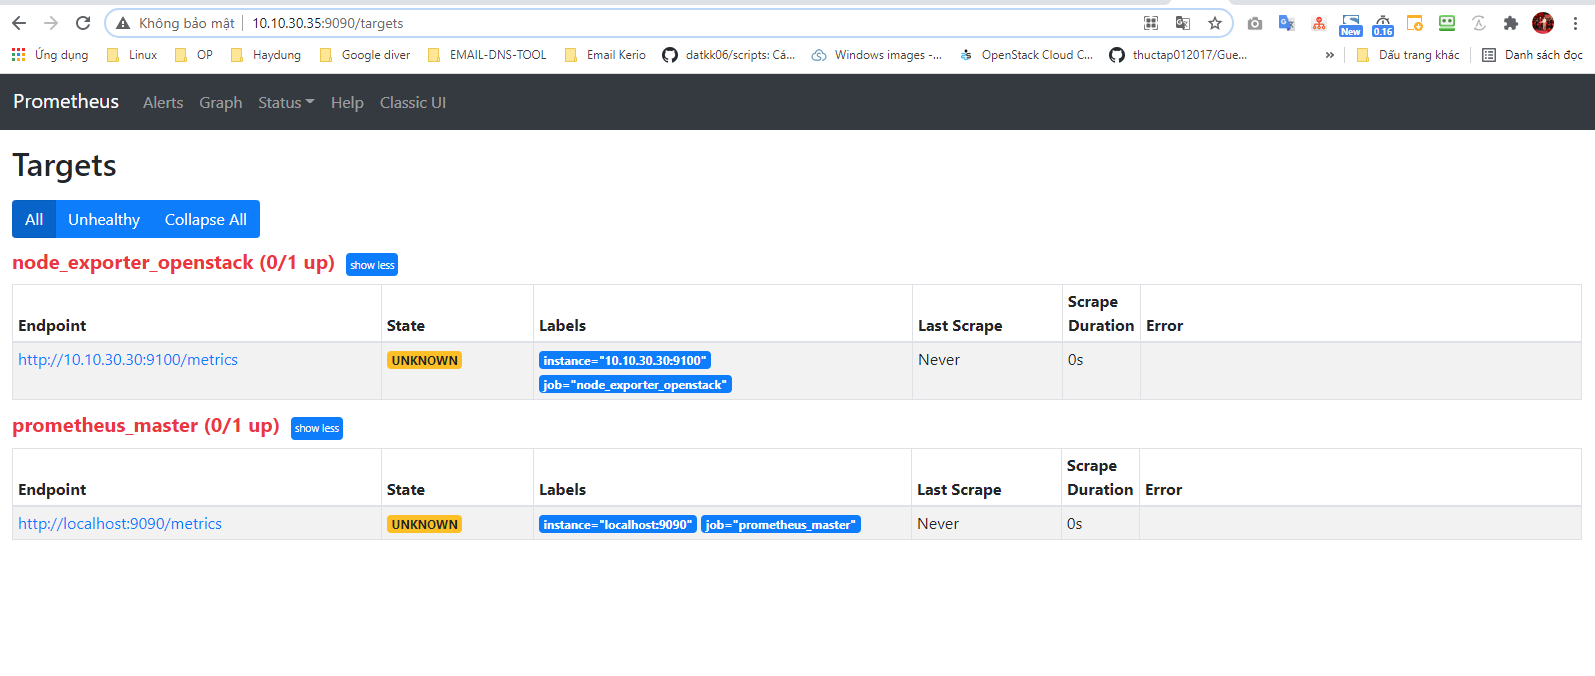 Không bảo mật 10.10.30.35:9090/targets
New 0.16
Ứng dụng Linux OP Haydung Google diver EMAIL-DNS-TOOL Email Kerio datkk06/scripts: Cá... Windows images -... OpenStack Cloud C... thuctap012017/Gue... » Dấu trang khác Danh sách đọc
Prometheus Alerts Graph Status Help Classic UI
Targets
All Unhealthy Collapse All
node_exporter_openstack (0/1 up) show less
Endpoint State Labels Last Scrape Scrape Duration Error
http://10.10.30.30:9100/metrics UNKNOWN instance="10.10.30.30:9100" Never 0s
job="node_exporter_openstack"
prometheus_master (0/1 up) show less
Endpoint State Labels Last Scrape Scrape Duration Error
http://localhost:9090/metrics UNKNOWN instance="localhost:9090" job="prometheus_master" Never 0s